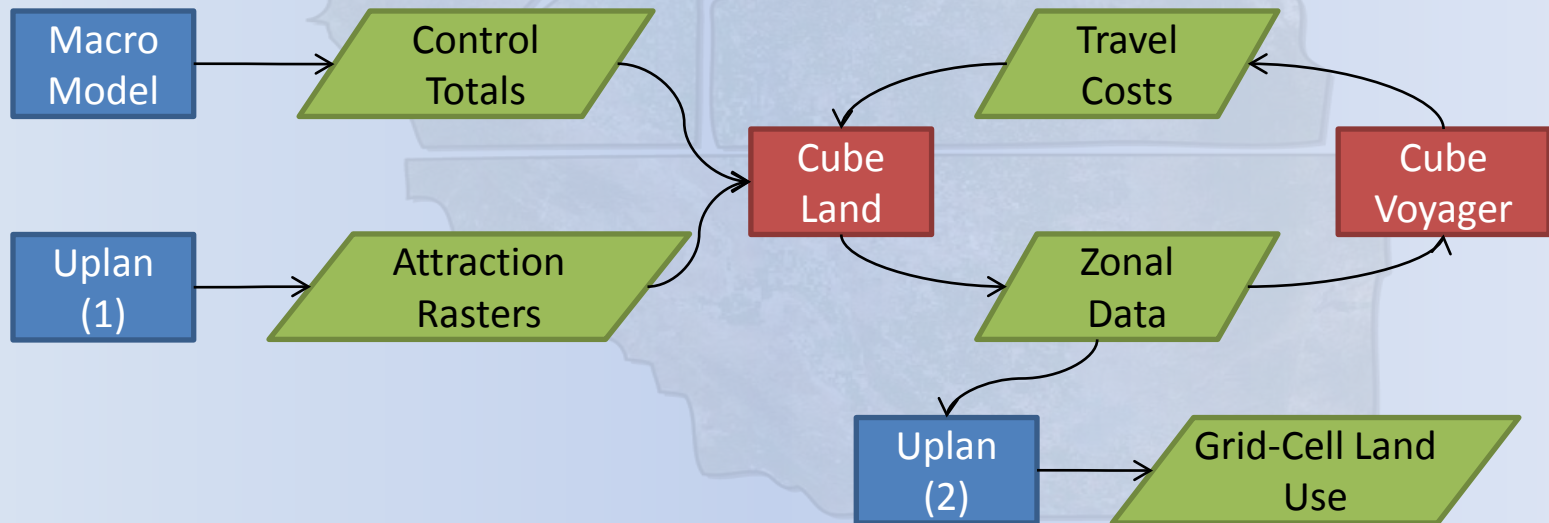 Macro
Model
Control
Totals
Travel
Costs
Cube
Land
Cube
Voyager
Uplan
(1)
Attraction
Rasters
Zonal
Data
Uplan
(2)
Grid-Cell Land
Use